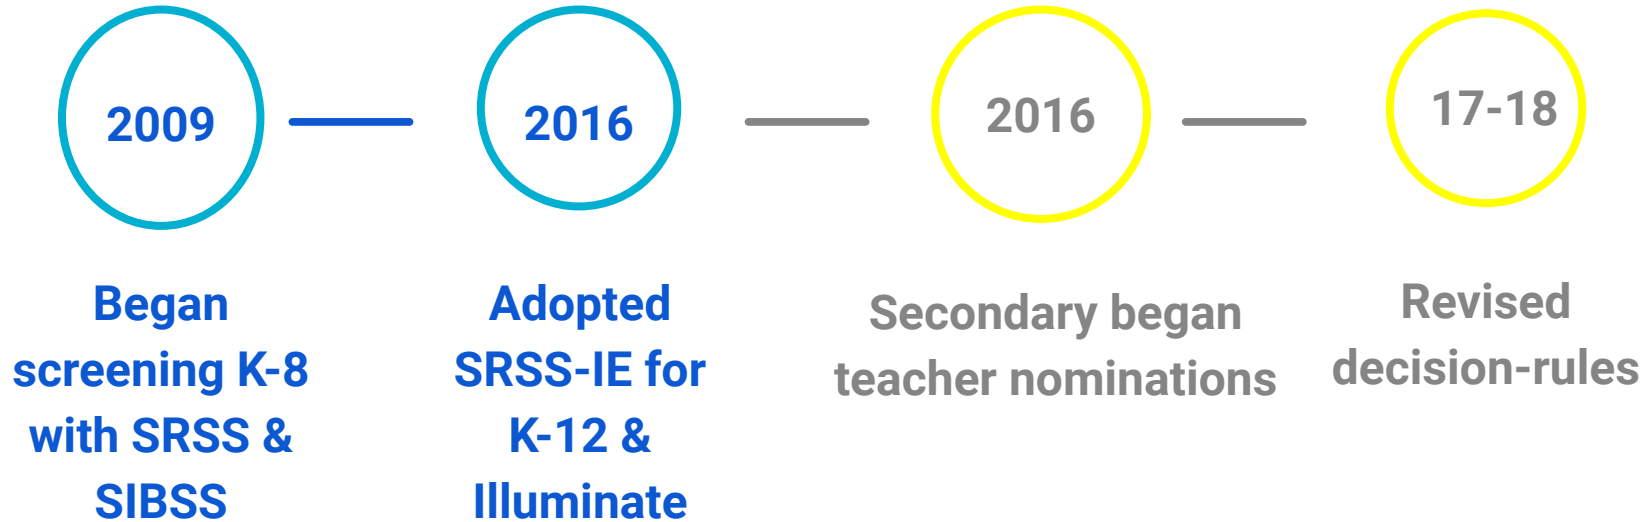 2009
Began
screening K-8
with SRSS &
SIBSS
2016
Adopted
SRSS-IE for
K-12 &
Illuminate
2016
Secondary began
teacher nominations
17-18
Revised
decision-rules